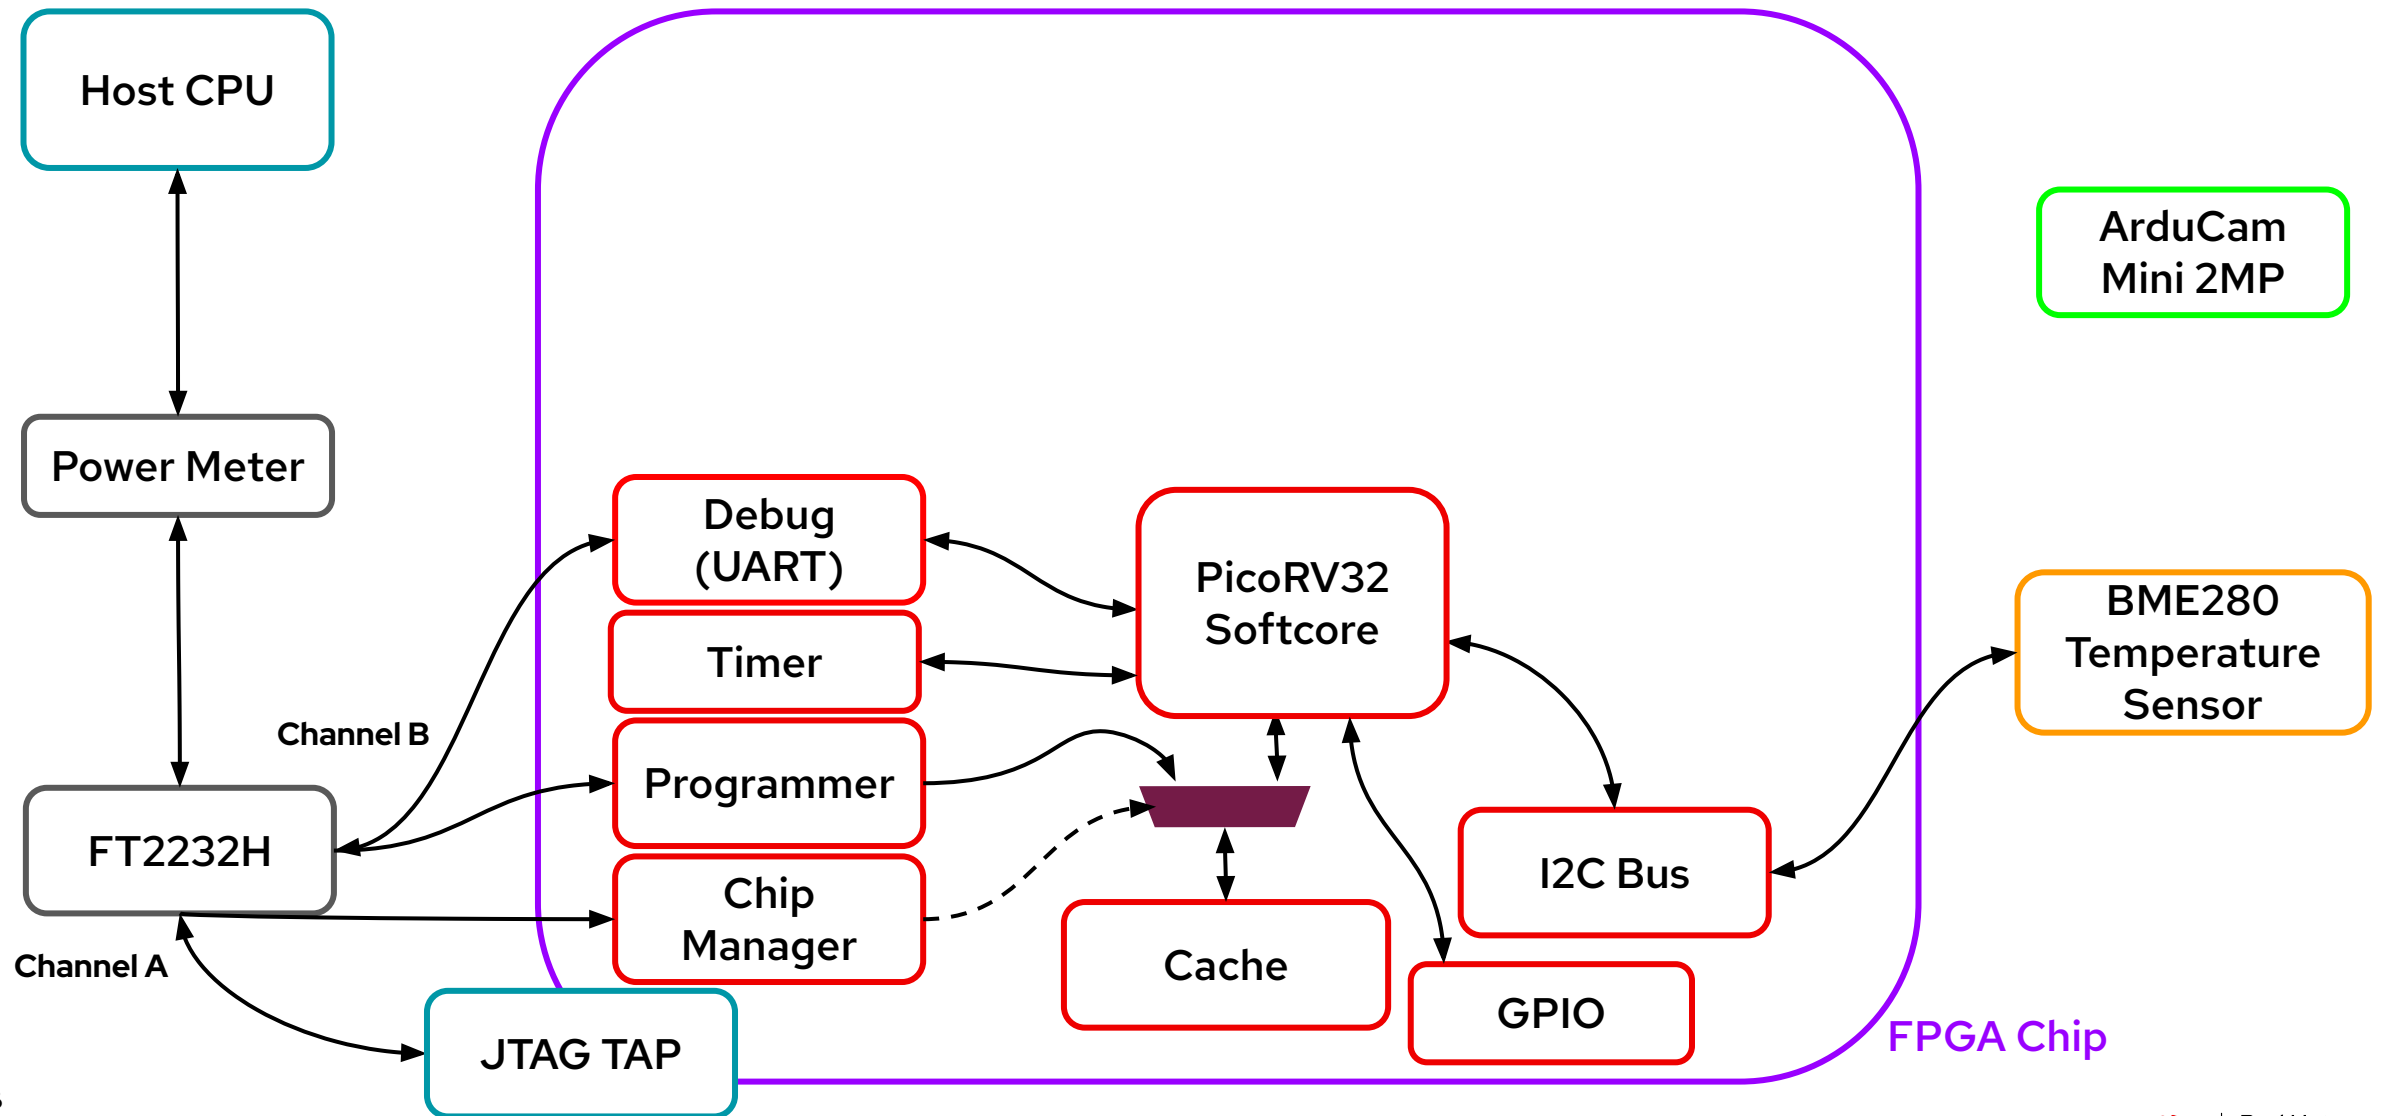 Host CPU
ArduCam
Mini 2MP
Power Meter
Debug
(UART)
PicoRV32
Softcore
BME280
Temperature
Sensor
Timer
Channel B
Programmer
FT2232H
I2C Bus
Chip
Manager
Channel A
Cache
GPIO
FPGA Chip
JTAG TAP